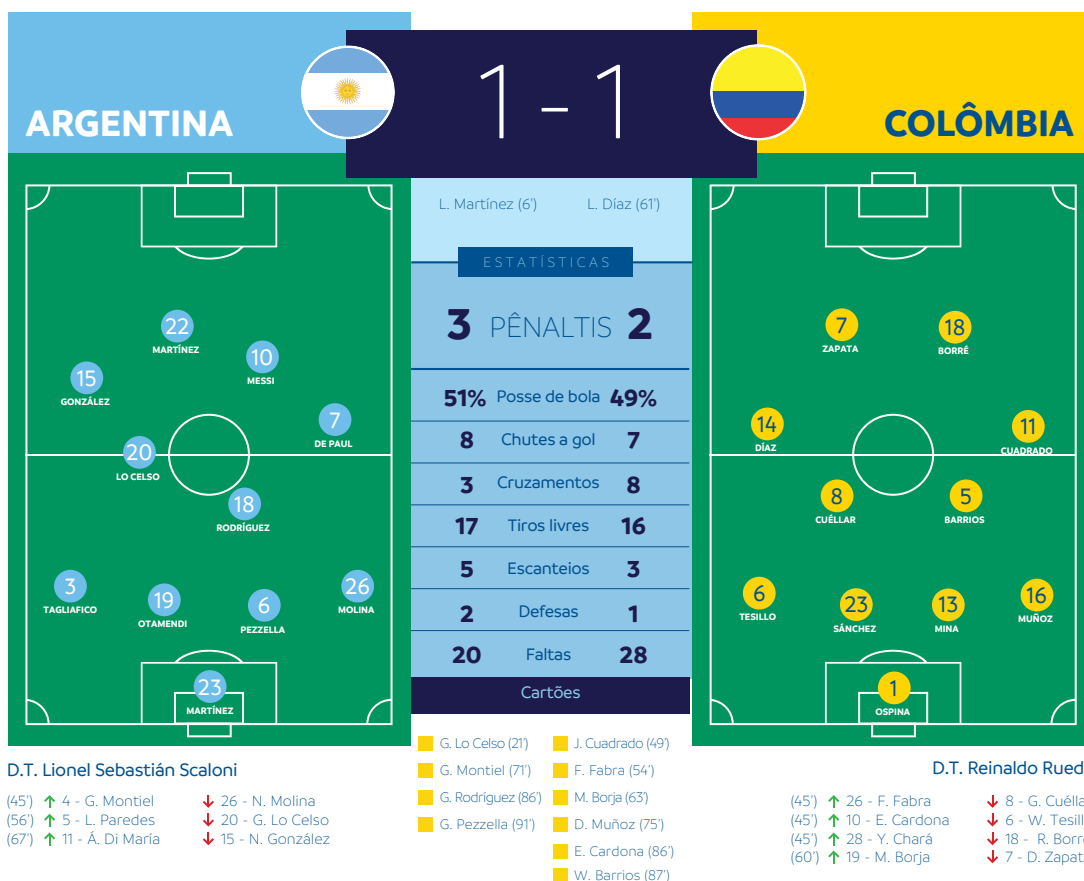 ARGENTINA
1 - 1
COLÔMBIA
L. Martínez (6')
L. Díaz (61')
ESTATÍSTICAS
3 PÊNALTIS 2
51% Posse de bola 49%
8 Chutes a gol 7
3 Cruzamentos 8
17 Tiros livres 16
5 Escanteios 3
2 Defesas 1
20 Faltas 28
Cartões
G. Lo Celso (21')
G. Montiel (71')
G. Rodríguez (86')
G. Pezzella (91')
J. Cuadrado (49')
F. Fabra (54')
M. Borja (63')
D. Muñoz (75')
E. Cardona (86')
W. Barrios (87')
22
MARTÍNEZ
10
MESSI
15
GONZÁLEZ
7
DE PAUL
20
LO CELSO
18
RODRÍGUEZ
3
TAGLIAFICO
19
OTAMENDI
6
PEZZELLA
26
MOLINA
23
MARTÍNEZ
D.T. Lionel Sebastián Scaloni
(45') ↑ 4 - G. Montiel ↓ 26 - N. Molina
(56') ↑ 5 - L. Paredes ↓ 20 - G. Lo Celso
(67') ↑ 11 - Á. Di María ↓ 15 - N. González
7
ZAPATA
18
BORRÉ
14
DÍAZ
11
CUADRADO
8
CUÉLLAR
5
BARRIOS
6
TESILLO
23
SÁNCHEZ
13
MINA
16
MUÑOZ
1
OSPINA
D.T. Reinaldo Rued
(45') ↑ 26 - F. Fabra ↓ 8 - G. Cuélla
(45') ↑ 10 - E. Cardona ↓ 6 - W. Tesill
(45') ↑ 28 - Y. Chará ↓ 18 - R. Borr
(60') ↑ 19 - M. Borja ↓ 7 - D. Zapat